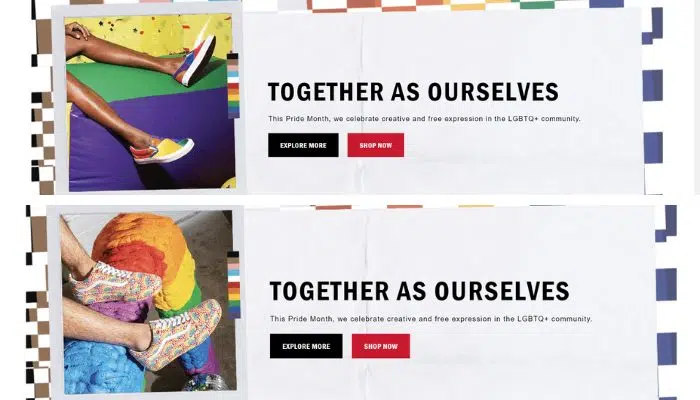 TOGETHER AS OURSELVES
This Pride Month, we celebrate creative and free expression in the LGBTQ+ community.
EXPLORE MORE
SHOP NOW
TOGETHER AS OURSELVES
This Pride Month, we celebrate creative and free expression in the LGBTQ+ community.
EXPLORE MORE
SHOP NOW